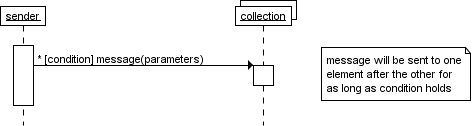 sender
collection
* [condition] message(parameters)
message will be sent to one
element after the other for
as long as condition holds